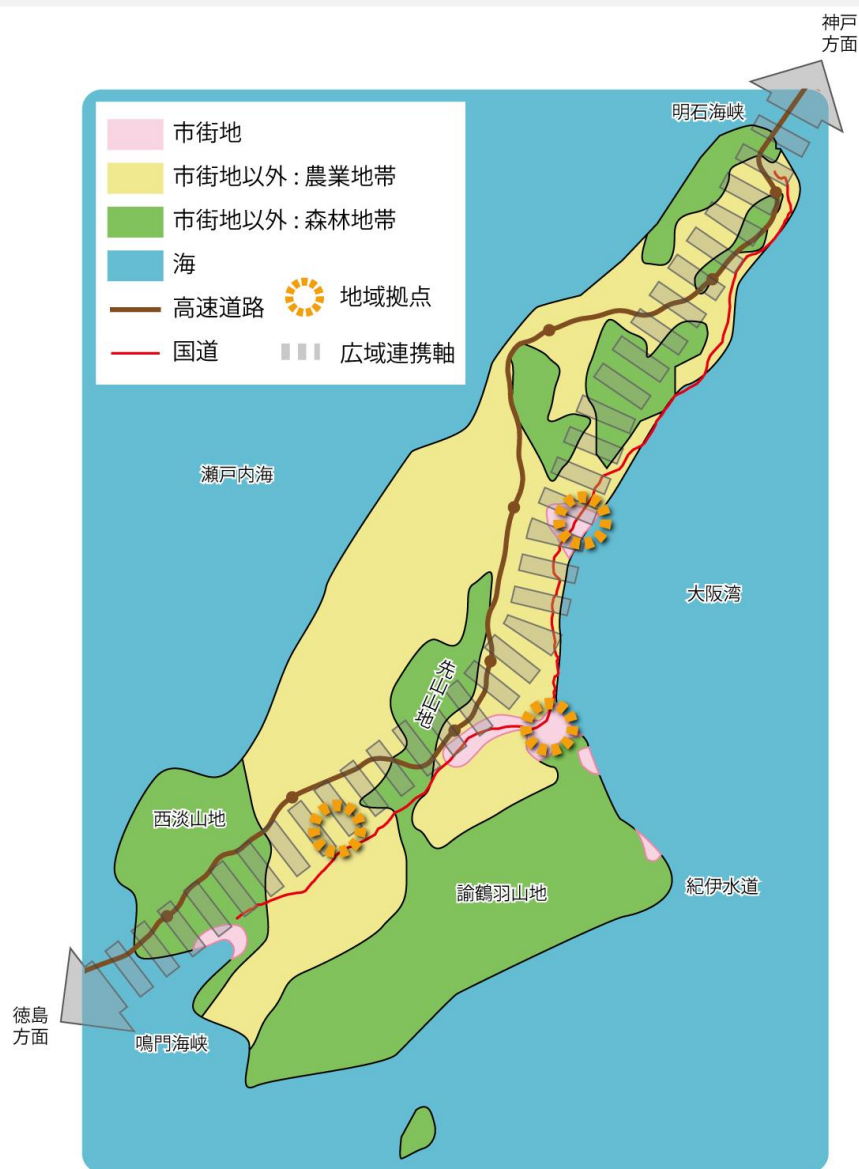 神戸
方面
明石海峡
市街地
市街地以外 : 農業地帯
市街地以外 : 森林地帯
海
高速道路
地域拠点
国道
広域連携軸
瀬戸内海
大阪湾
先山山地
西淡山地
諭鶴羽山地
紀伊水道
徳島
方面
鳴門海峡